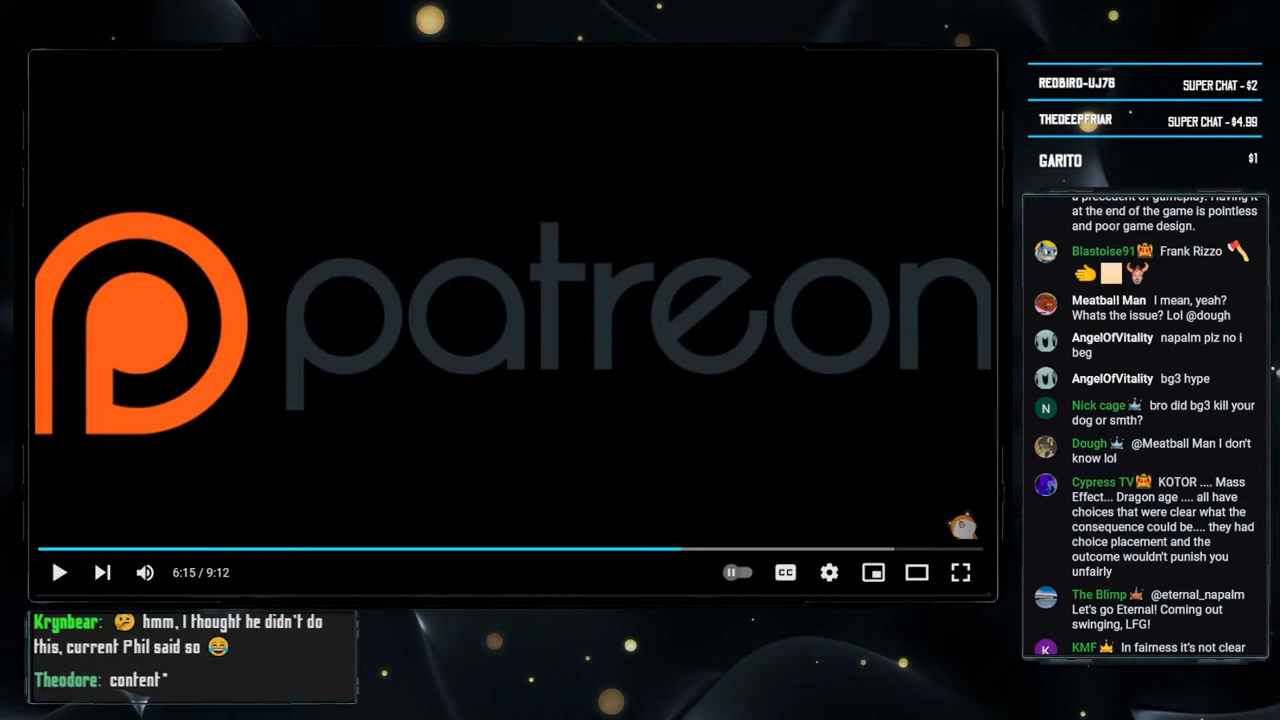 REDBIRD-UJ76 SUPER CHAT - $2
THEDEEPFRIAR SUPER CHAT - $4.99
GARITO $1
patreon
a precedent of gameplay. Having it
at the end of the game is pointless
and poor game design.
Blastoise91 Frank Rizzo
Meatball Man I mean, yeah?
Whats the issue? Lol @dough
AngelOfVitality napalm plz no i
beg
AngelOfVitality bg3 hype
N Nick cage bro did bg3 kill your
dog or smth?
Dough @Meatball Man I don't
know lol
Cypress TV KOTOR .... Mass
Effect... Dragon age .... all have
choices that were clear what the
consequence could be.... they had
choice placement and the
outcome wouldn't punish you
unfairly
The Blimp @eternal_napalm
Let's go Eternal! Coming out
swinging, LFG!
K KMF In fairness it's not clear
6:15 / 9:12 CC
Krynbear: hmm, I thought he didn't do
this, current Phil said so
Theodore: content*